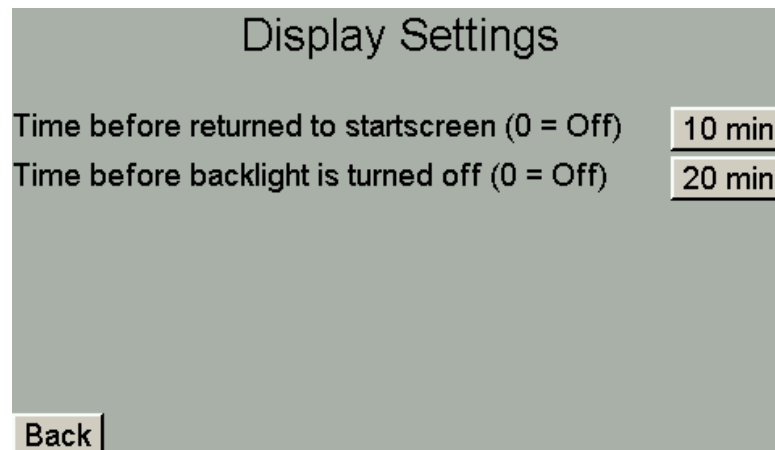 Display Settings
Time before returned to startscreen (0 = Off) 10 min
Time before backlight is turned off (0 = Off) 20 min
Back